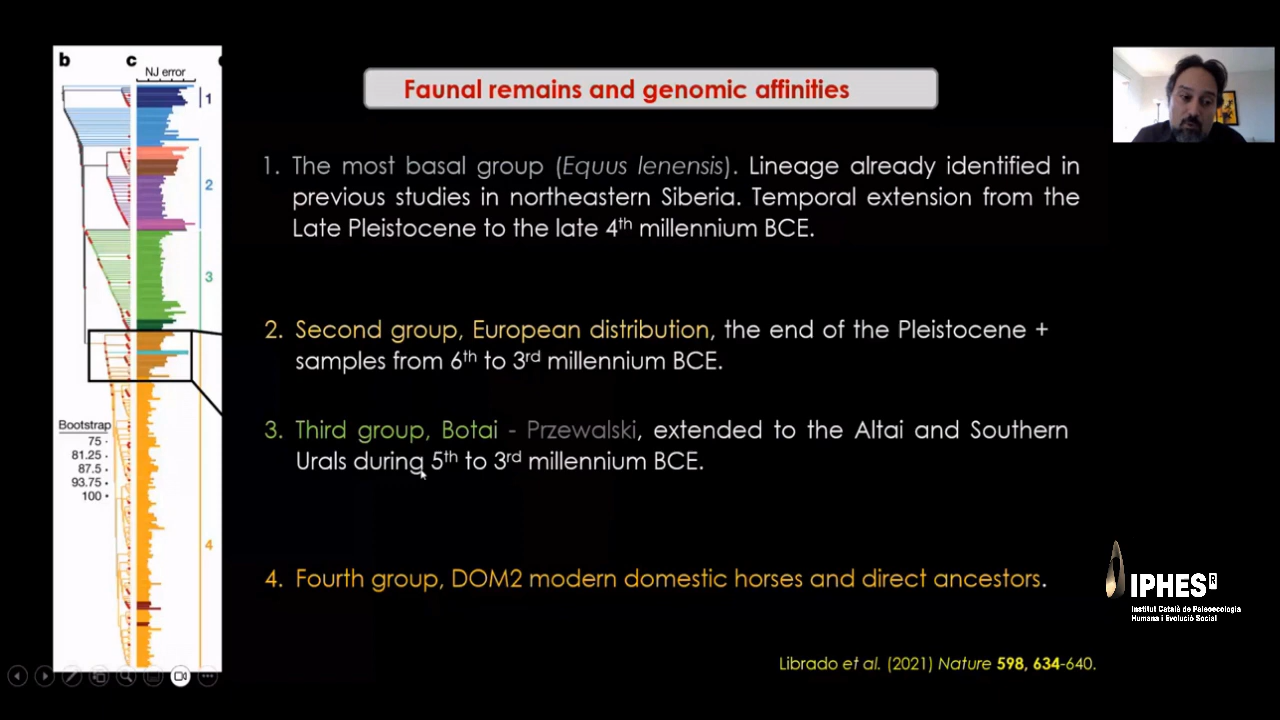 b
c
NJ error
1
2
3
4
Bootstrap
75
81.25
87.5
93.75
100
Faunal remains and genomic affinities
1. The most basal group (Equus lenensis). Lineage already identified in
previous studies in northeastern Siberia. Temporal extension from the
Late Pleistocene to the late 4th millennium BCE.
2. Second group, European distribution, the end of the Pleistocene +
samples from 6th to 3rd millennium BCE.
3. Third group, Botai - Przewalski, extended to the Altai and Southern
Urals during 5th to 3rd millennium BCE.
4. Fourth group, DOM2 modern domestic horses and direct ancestors.
Librado et al. (2021) Nature 598, 634-640.
IPHES R
Institut Català de Paleoecologia
Humana i Evolució Social